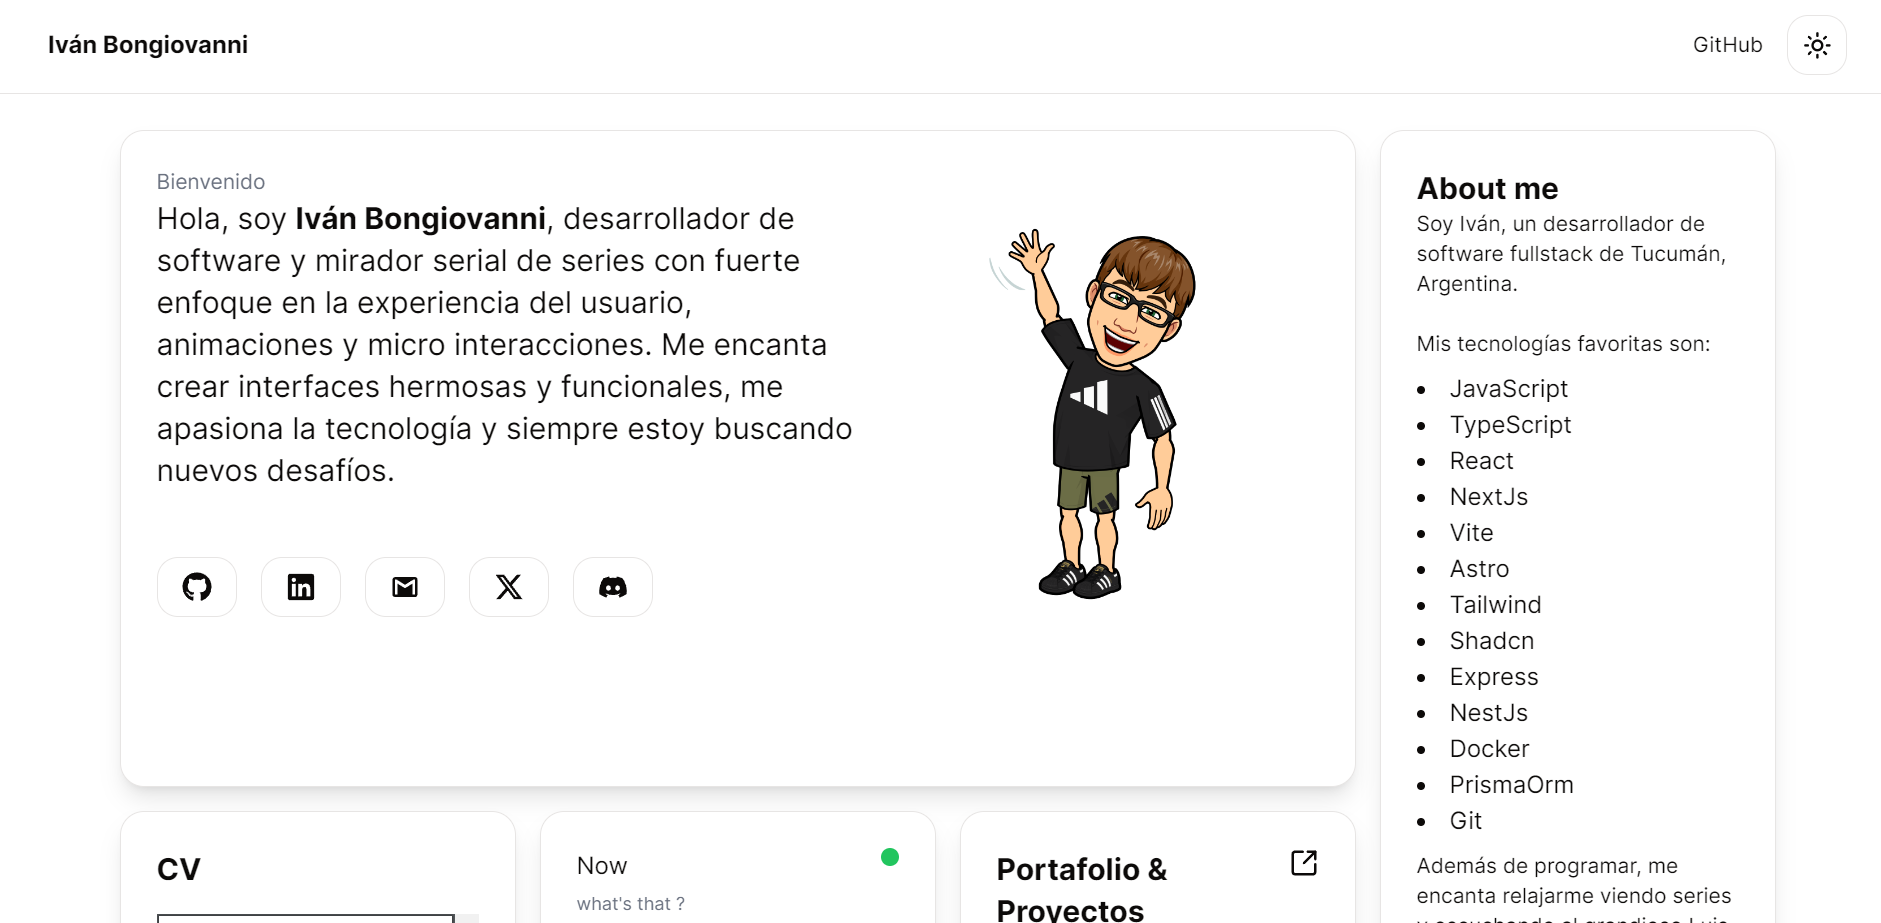 Iván Bongiovanni
GitHub
Bienvenido
Hola, soy Iván Bongiovanni, desarrollador de
software y mirador serial de series con fuerte
enfoque en la experiencia del usuario,
animaciones y micro interacciones. Me encanta
crear interfaces hermosas y funcionales, me
apasiona la tecnología y siempre estoy buscando
nuevos desafíos.
About me
Soy Iván, un desarrollador de
software fullstack de Tucumán,
Argentina.
Mis tecnologías favoritas son:
JavaScript
TypeScript
React
NextJs
Vite
Astro
Tailwind
Shadcn
Express
NestJs
Docker
PrismaOrm
Git
Además de programar, me
encanta relajarme viendo series
y escuchando al grandioso Luis
CV
Now
what's that ?
Portafolio &
Proyectos